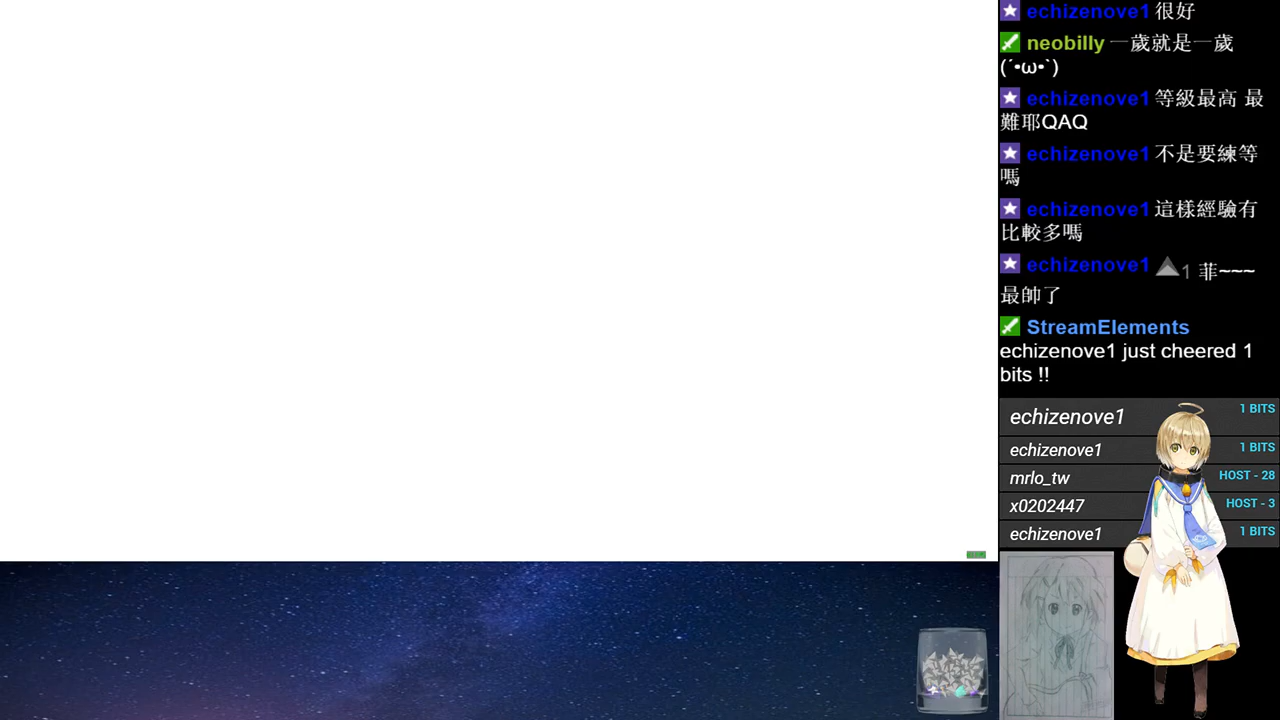 echizenove1 很好
neobilly 一歲就是一歲
(´•ω•`)
echizenove1 等級最高 最
難耶QAQ
echizenove1 不是要練等
嗎
echizenove1 這樣經驗有
比較多嗎
echizenove1 1 菲~~~
最帥了
StreamElements
echizenove1 just cheered 1
bits !!
echizenove1 1 BITS
echizenove1 1 BITS
mrlo_tw HOST - 28
x0202447 HOST - 3
echizenove1 1 BITS